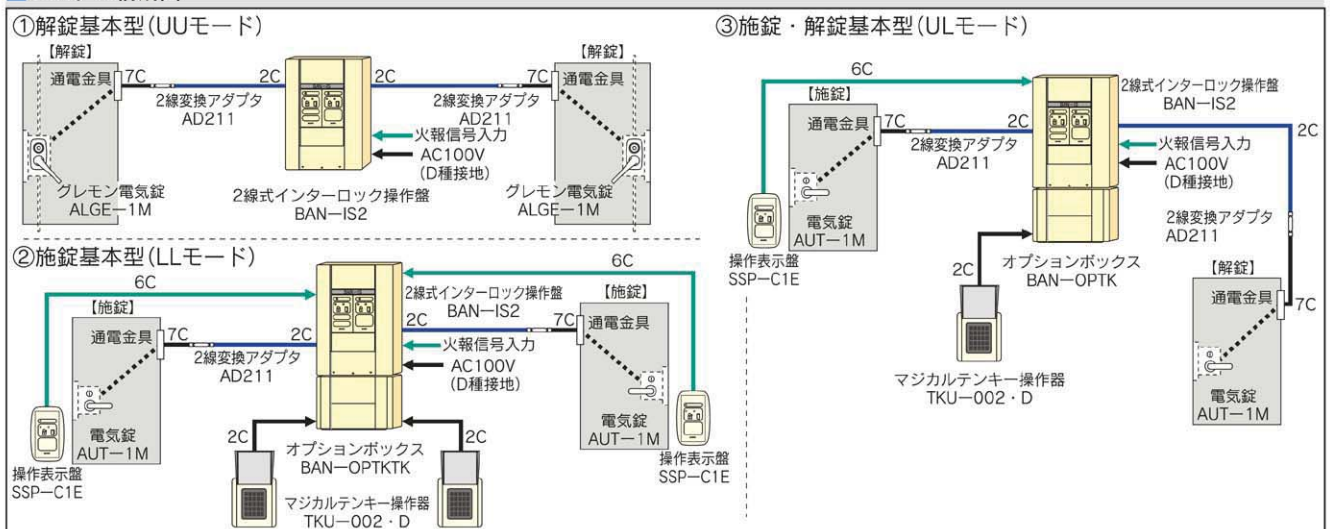 ①解錠基本型(UUモード)
【解錠】
通電金具
7C
2線変換アダプタ
AD211
2C
2C
2線変換アダプタ
AD211
7C
【解錠】
通電金具
火報信号入力
AC100V
(D種接地)
グレモン電気錠
ALGE－1M
2線式インターロック操作盤
BAN－IS2
グレモン電気錠
ALGE－1M
②施錠基本型(LLモード)
6C
6C
【施錠】
通電金具
7C
2線変換アダプタ
AD211
2C
2線式インターロック操作盤
BAN－IS2
2C
7C
【施錠】
通電金具
火報信号入力
AC100V
(D種接地)
電気錠
AUT－1M
操作表示盤
SSP－C1E
2C
オプションボックス
BAN－OPTKTK
2C
電気錠
AUT－1M
操作表示盤
SSP－C1E
マジカルテンキー操作器
TKU－002・D
③施錠・解錠基本型(ULモード)
6C
【施錠】
通電金具
7C
2線変換アダプタ
AD211
2C
2線式インターロック操作盤
BAN－IS2
2C
火報信号入力
AC100V
(D種接地)
電気錠
AUT－1M
操作表示盤
SSP－C1E
2C
オプションボックス
BAN－OPTK
マジカルテンキー操作器
TKU－002・D
2線変換アダプタ
AD211
【解錠】
通電金具
7C
電気錠
AUT－1M